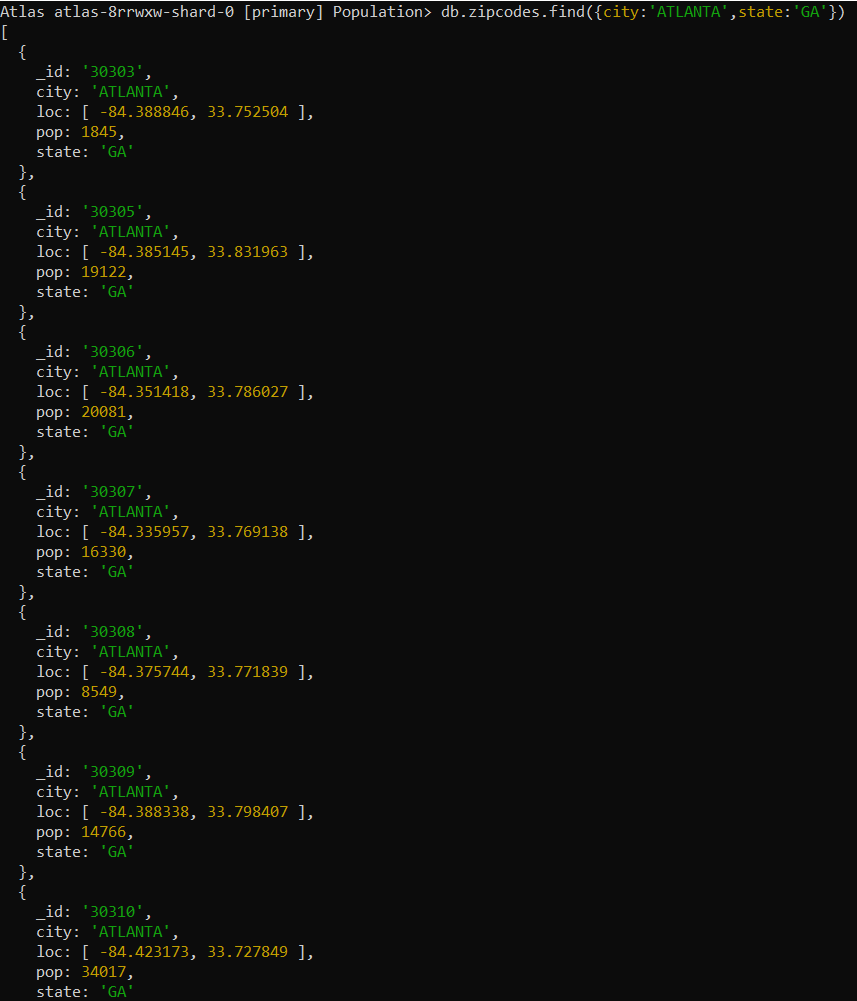 Atlas atlas-8rrwxw-shard-0 [primary] Population> db.zipcodes.find({city:'ATLANTA',state:'GA'})
[
  {
    _id: '30303',
    city: 'ATLANTA',
    loc: [ -84.388846, 33.752504 ],
    pop: 1845,
    state: 'GA'
  },
  {
    _id: '30305',
    city: 'ATLANTA',
    loc: [ -84.385145, 33.831963 ],
    pop: 19122,
    state: 'GA'
  },
  {
    _id: '30306',
    city: 'ATLANTA',
    loc: [ -84.351418, 33.786027 ],
    pop: 20081,
    state: 'GA'
  },
  {
    _id: '30307',
    city: 'ATLANTA',
    loc: [ -84.335957, 33.769138 ],
    pop: 16330,
    state: 'GA'
  },
  {
    _id: '30308',
    city: 'ATLANTA',
    loc: [ -84.375744, 33.771839 ],
    pop: 8549,
    state: 'GA'
  },
  {
    _id: '30309',
    city: 'ATLANTA',
    loc: [ -84.388338, 33.798407 ],
    pop: 14766,
    state: 'GA'
  },
  {
    _id: '30310',
    city: 'ATLANTA',
    loc: [ -84.423173, 33.727849 ],
    pop: 34017,
    state: 'GA'